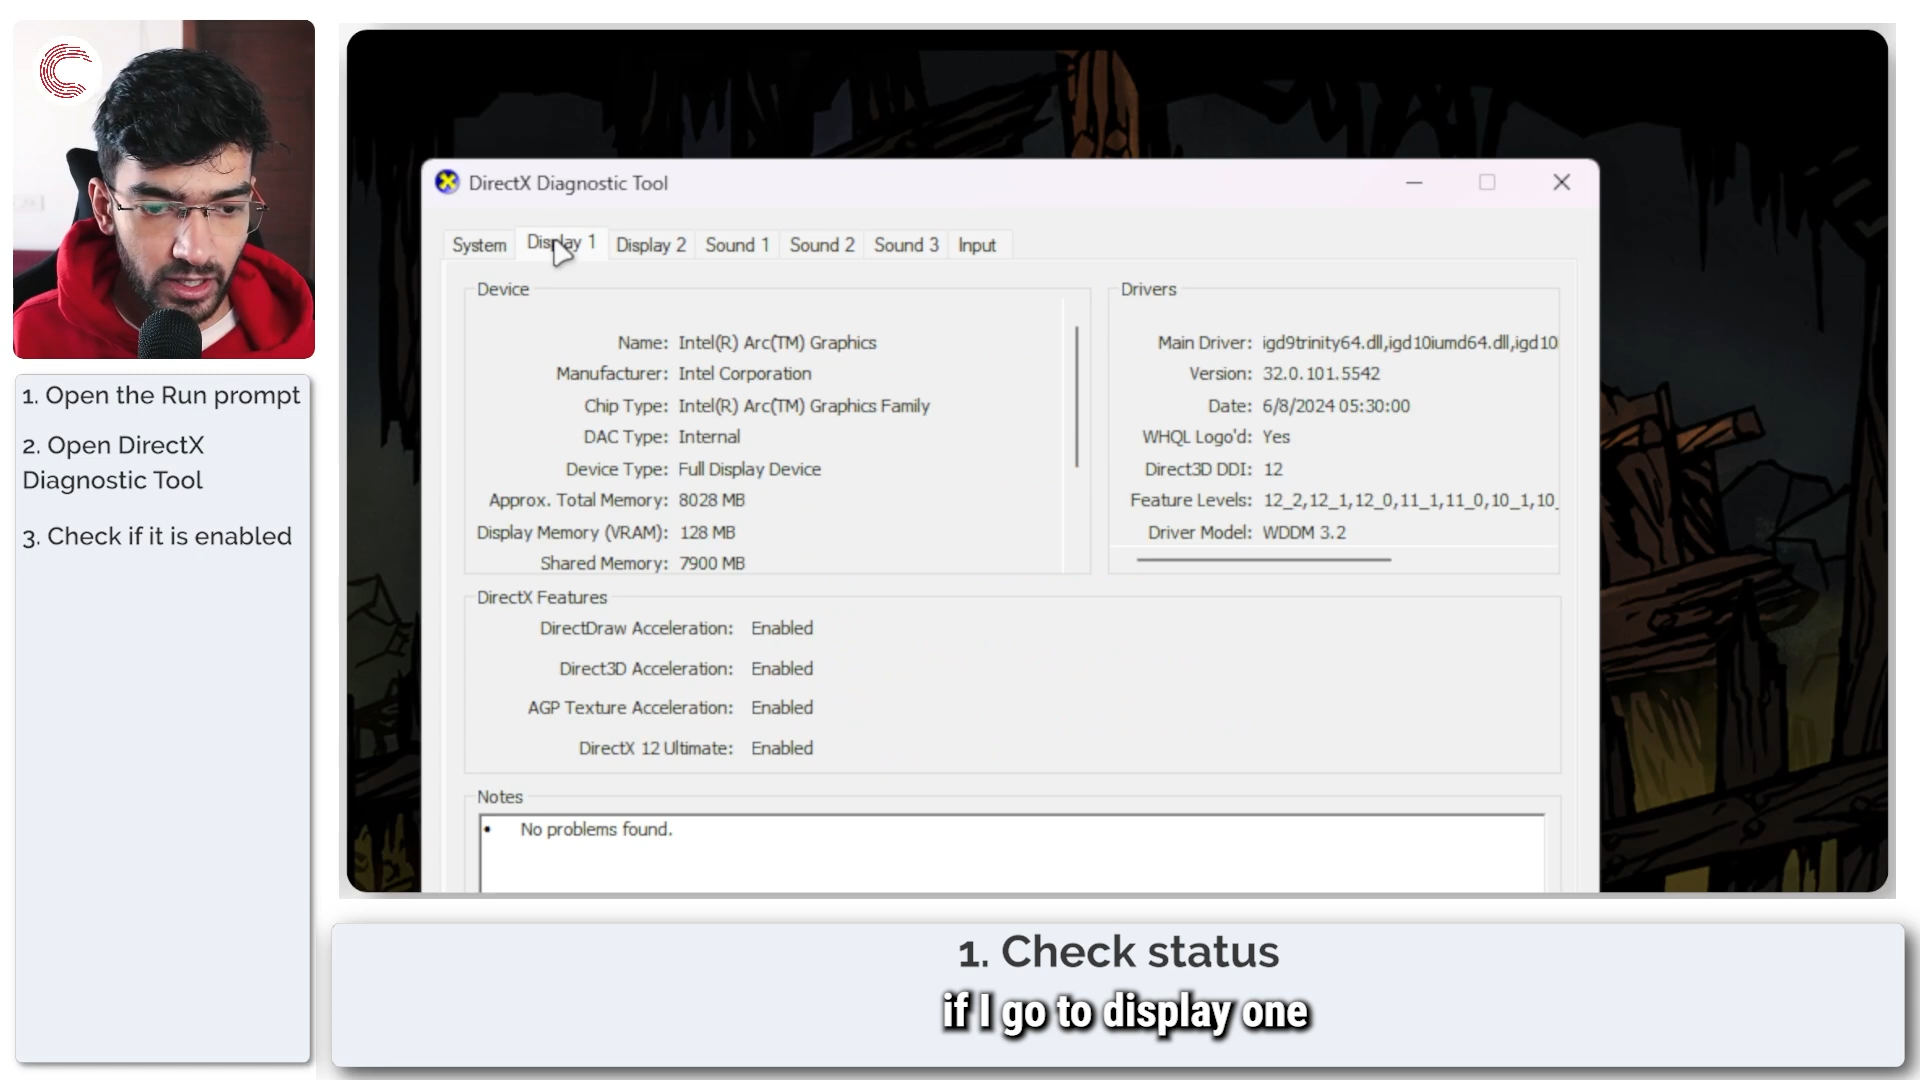 1. Open the Run prompt
2. Open DirectX
Diagnostic Tool
3. Check if it is enabled
DirectX Diagnostic Tool
System
Display 1
Display 2
Sound 1
Sound 2
Sound 3
Input
Device
Name: Intel(R) Arc(TM) Graphics
Manufacturer: Intel Corporation
Chip Type: Intel(R) Arc(TM) Graphics Family
DAC Type: Internal
Device Type: Full Display Device
Approx. Total Memory: 8028 MB
Display Memory (VRAM): 128 MB
Shared Memory: 7900 MB
Drivers
Main Driver: igd9trinity64.dll,igd10iumd64.dll,igd10
Version: 32.0.101.5542
Date: 6/8/2024 05:30:00
WHQL Logo'd: Yes
Direct3D DDI: 12
Feature Levels: 12_2,12_1,12_0,11_1,11_0,10_1,10_
Driver Model: WDDM 3.2
DirectX Features
DirectDraw Acceleration: Enabled
Direct3D Acceleration: Enabled
AGP Texture Acceleration: Enabled
DirectX 12 Ultimate: Enabled
Notes
• No problems found.
1. Check status
if I go to display one